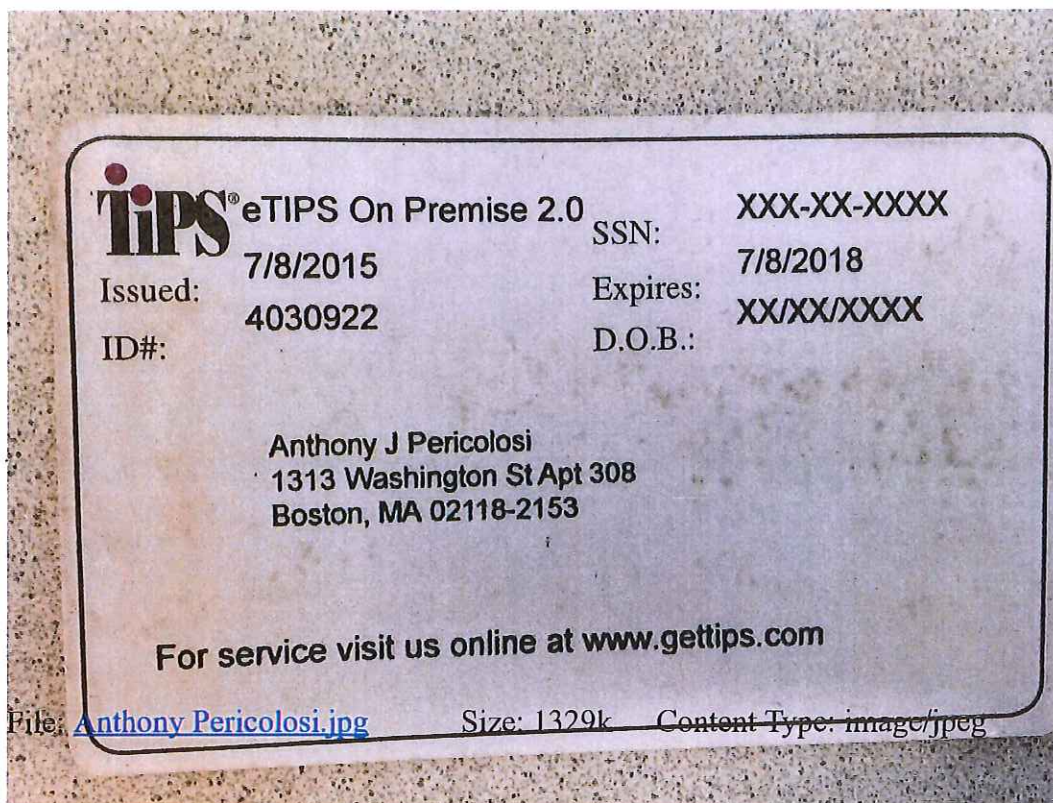 TiPS® eTIPS On Premise 2.0 SSN: XXX-XX-XXXX
Issued: 7/8/2015 Expires: 7/8/2018
ID#: 4030922 D.O.B.: XX/XX/XXXX
Anthony J Pericolosi
1313 Washington St Apt 308
Boston, MA 02118-2153
For service visit us online at www.gettips.com
File: Anthony Pericolosi.jpg Size: 1329k Content Type: image/jpeg